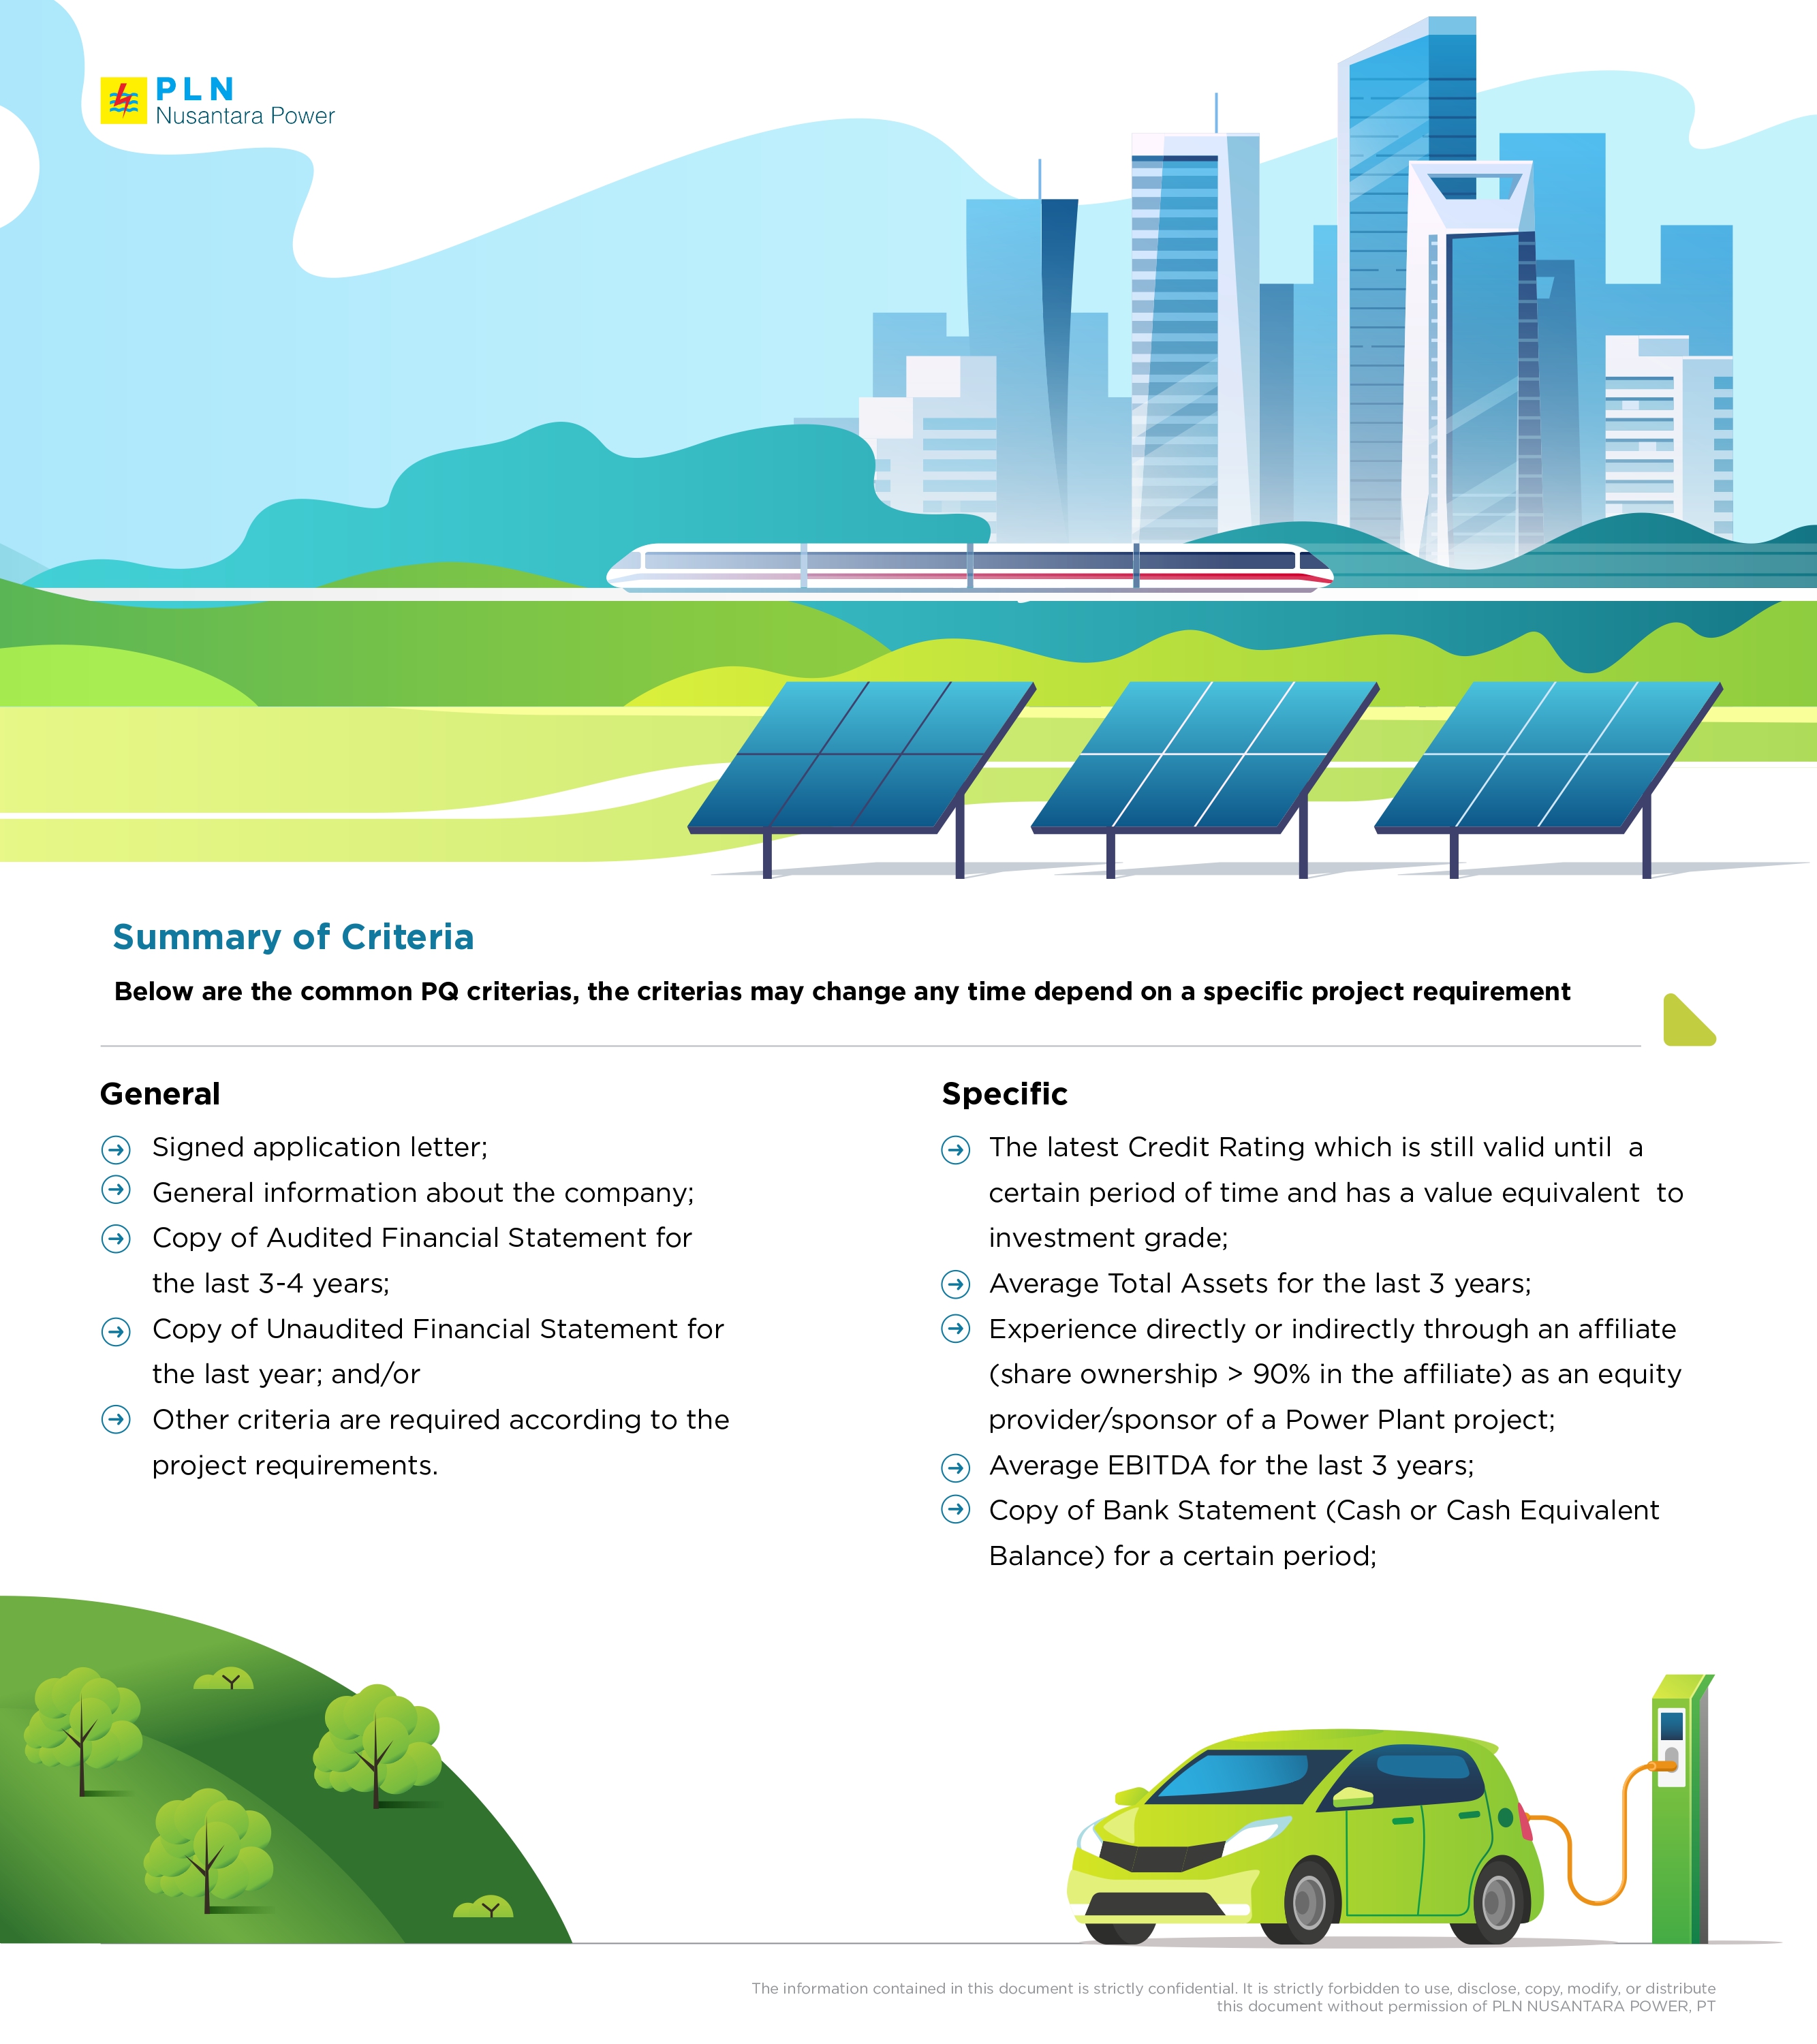 PLN
Nusantara Power
Summary of Criteria
Below are the common PQ criterias, the criterias may change any time depend on a specific project requirement
General
Signed application letter;
General information about the company;
Copy of Audited Financial Statement for
the last 3-4 years;
Copy of Unaudited Financial Statement for
the last year; and/or
Other criteria are required according to the
project requirements.
Specific
The latest Credit Rating which is still valid until a
certain period of time and has a value equivalent to
investment grade;
Average Total Assets for the last 3 years;
Experience directly or indirectly through an affiliate
(share ownership > 90% in the affiliate) as an equity
provider/sponsor of a Power Plant project;
Average EBITDA for the last 3 years;
Copy of Bank Statement (Cash or Cash Equivalent
Balance) for a certain period;
The information contained in this document is strictly confidential. It is strictly forbidden to use, disclose, copy, modify, or distribute
this document without permission of PLN NUSANTARA POWER, PT